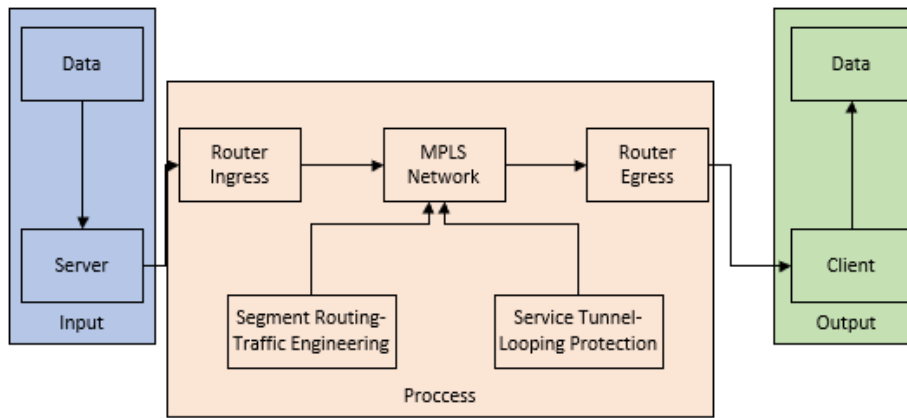 Data
Server
Input
Router
Ingress
MPLS
Network
Router
Egress
Segment Routing-
Traffic Engineering
Service Tunnel-
Looping Protection
Proccess
Data
Client
Output